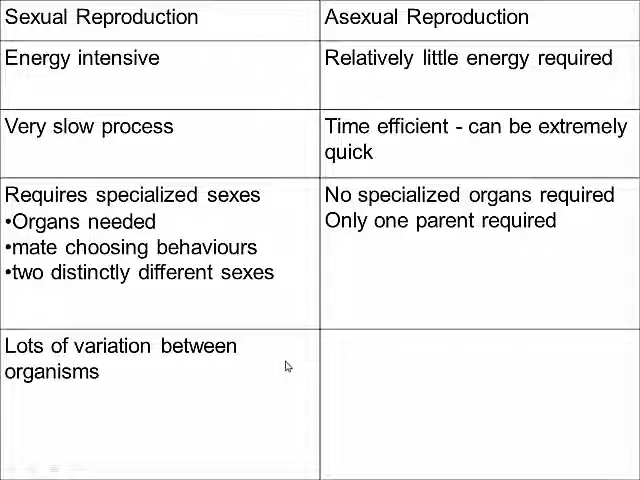 Sexual Reproduction
Asexual Reproduction
Energy intensive
Relatively little energy required
Very slow process
Time efficient - can be extremely
quick
Requires specialized sexes
•Organs needed
•mate choosing behaviours
•two distinctly different sexes
No specialized organs required
Only one parent required
Lots of variation between
organisms